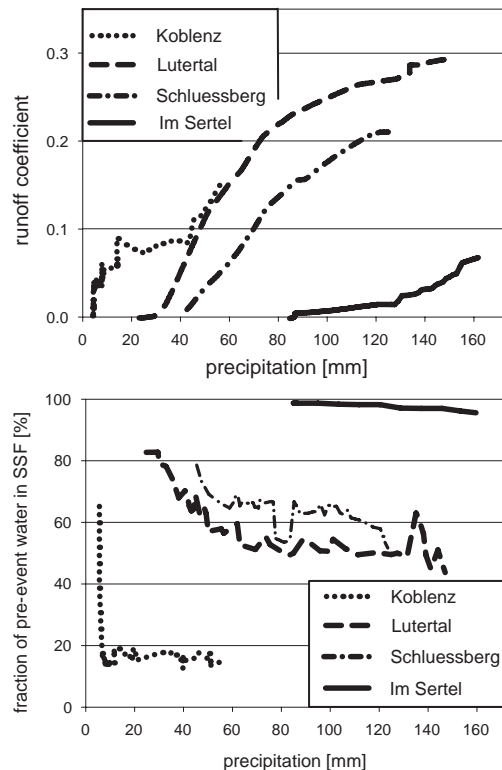 Koblenz
Lutertal
Schluessberg
Im Sertel
runoff coefficient
0.3
0.2
0.1
0.0
0 20 40 60 80 100 120 140 160
precipitation [mm]
fraction of pre-event water in SSF [%]
100
80
60
40
20
0
Koblenz
Lutertal
Schluessberg
Im Sertel
0 20 40 60 80 100 120 140 160
precipitation [mm]